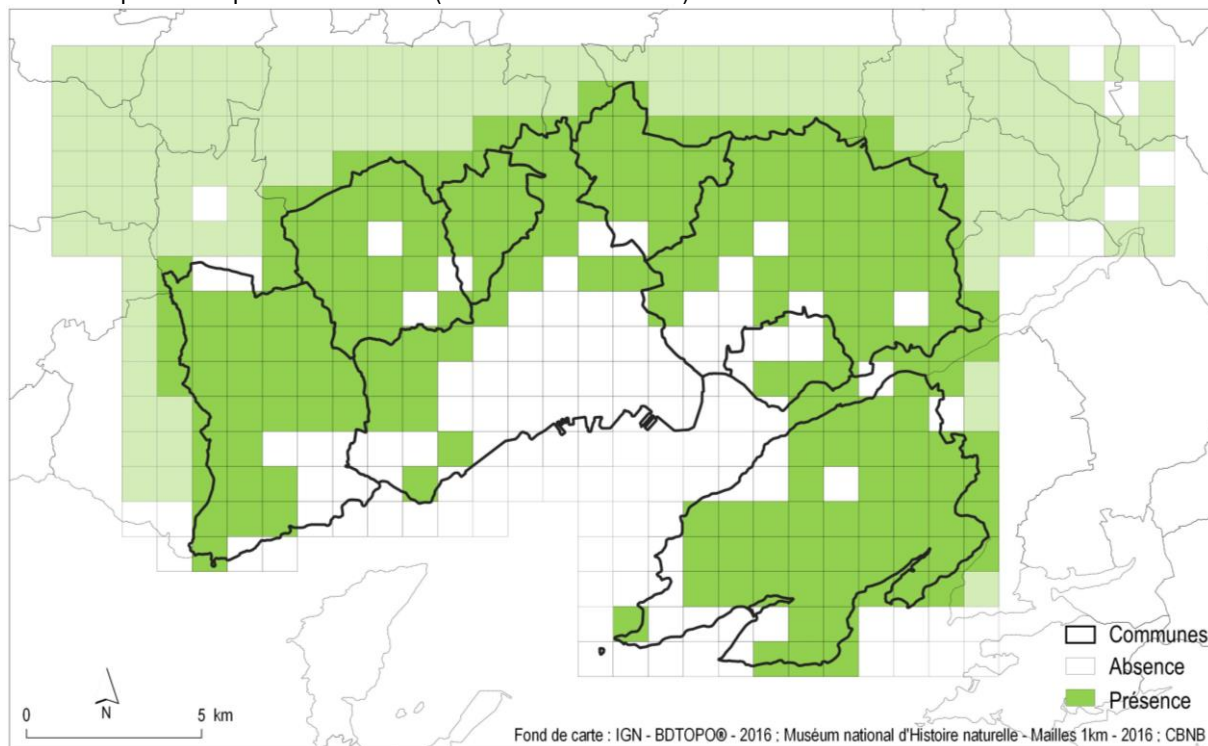 Communes
Absence
Présence
N
0 5 km
Fond de carte : IGN - BDTOPO® - 2016 ; Muséum national d'Histoire naturelle - Mailles 1km - 2016 ; CBNB